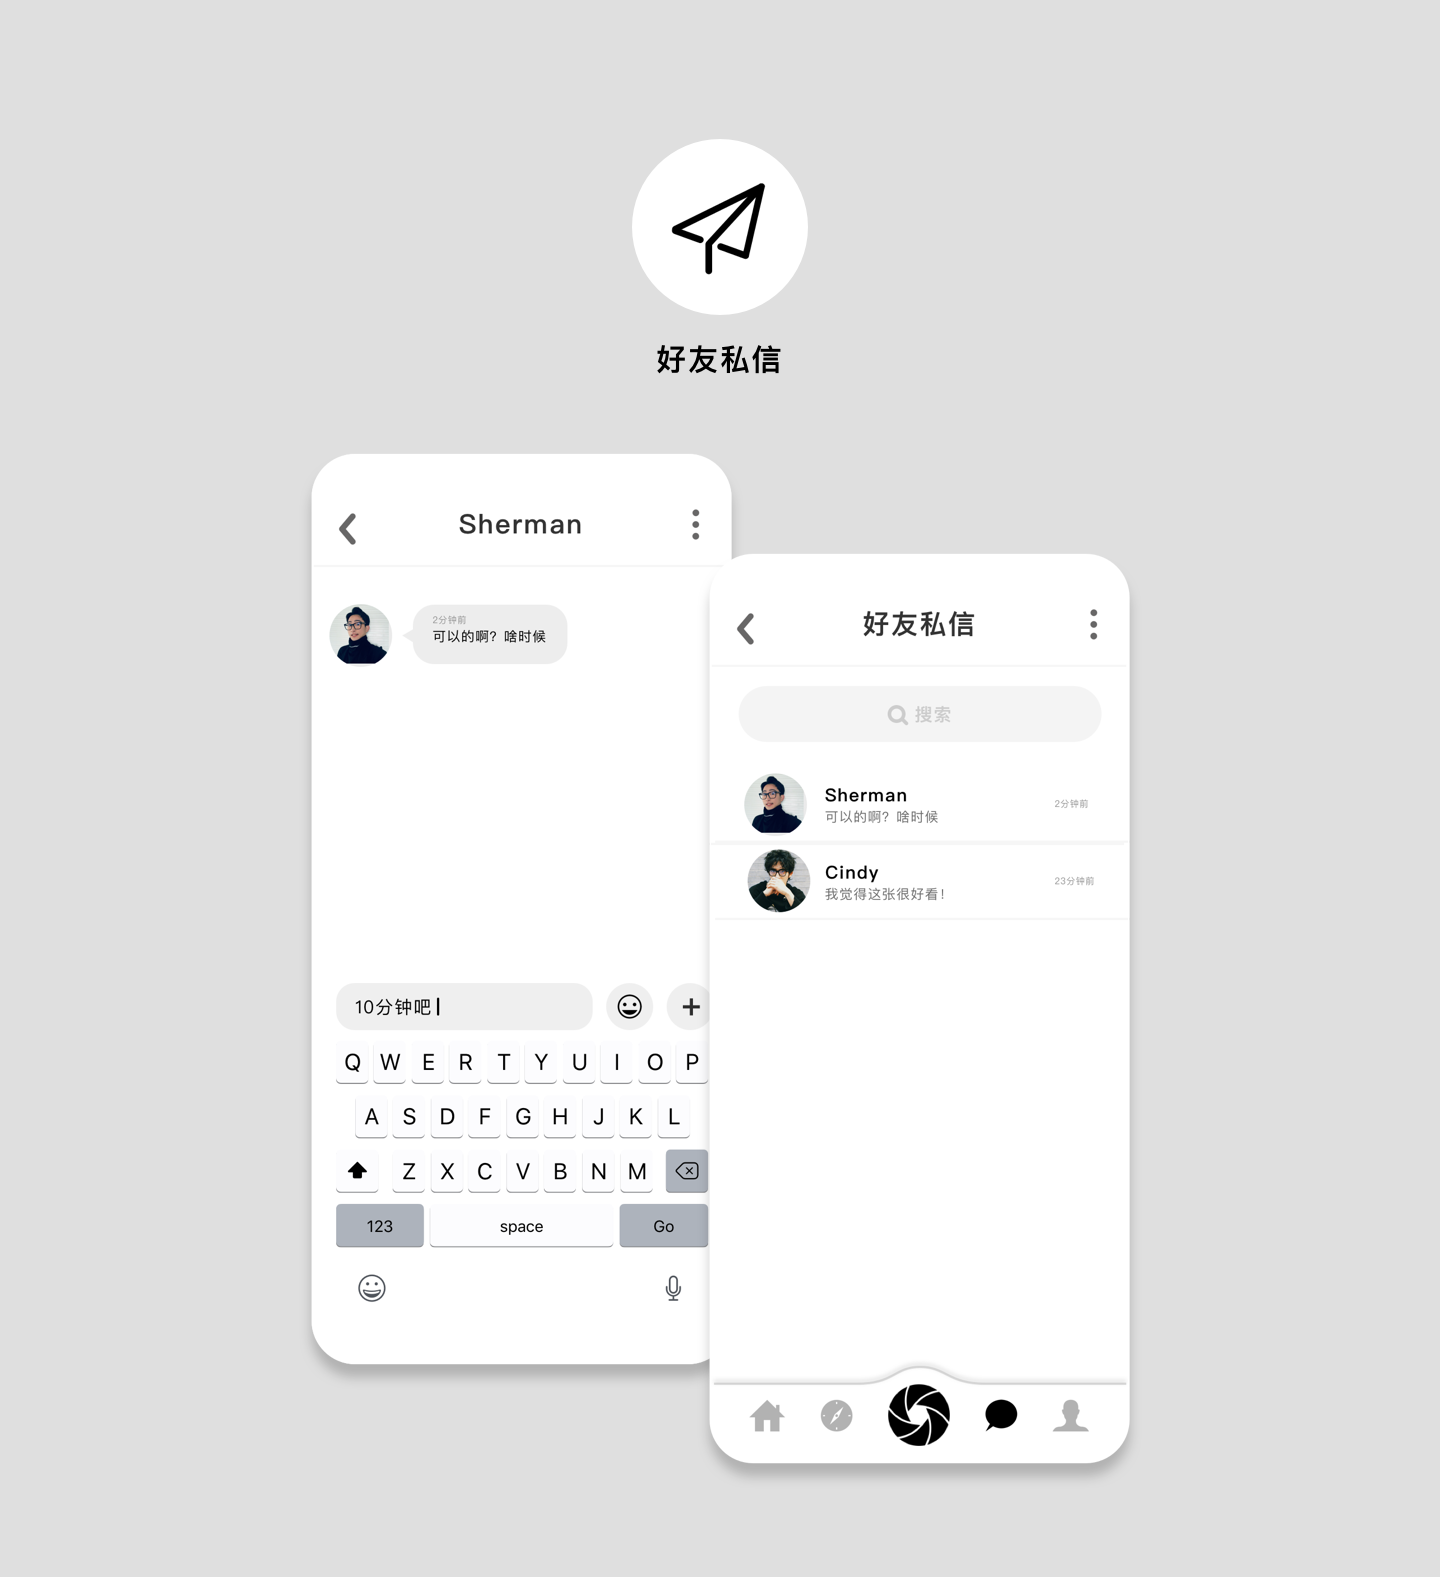 好友私信
Sherman
2分钟前
可以的啊？啥时候
10分钟吧
Q W E R T Y U I O P
A S D F G H J K L
Z X C V B N M
123 space Go
好友私信
搜索
Sherman
可以的啊？啥时候
2分钟前
Cindy
我觉得这张很好看！
23分钟前